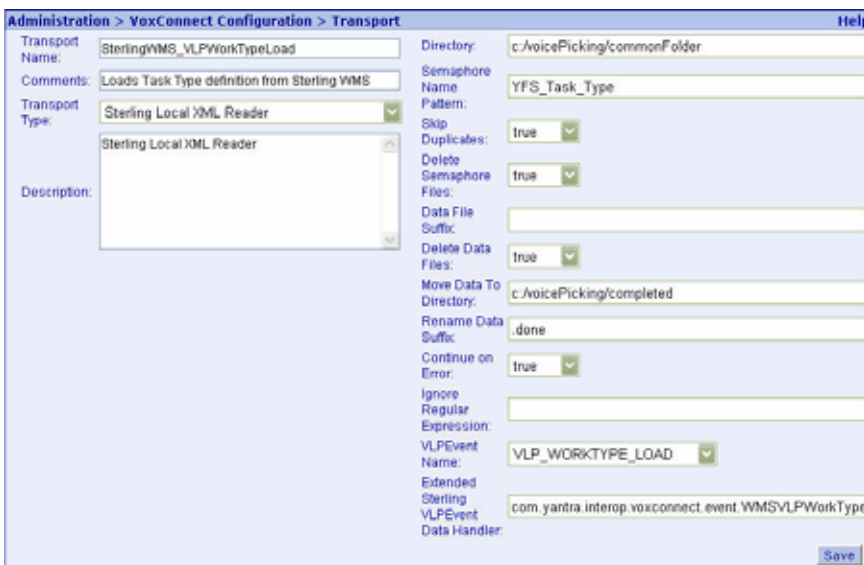 Administration > VoxConnect Configuration > Transport
Help
Transport Name:
SterlingWMS_VLPWorkTypeLoad
Comments:
Loads Task Type definition from Sterling WMS
Transport Type:
Sterling Local XML Reader
Description:
Sterling Local XML Reader
Directory:
c:/voicePicking/commonFolder
Semaphore Name Pattern:
YFS_Task_Type
Skip Duplicates:
true
Delete Semaphore Files:
true
Data File Suffix:
Delete Data Files:
true
Move Data To Directory:
c:/voicePicking/completed
Rename Data Suffix:
.done
Continue on Error:
true
Ignore Regular Expression:
VLPEvent Name:
VLP_WORKTYPE_LOAD
Extended Sterling VLPEvent Data Handler:
com.yantra.interop.voxconnect.event.WMSVLPWorkType
Save